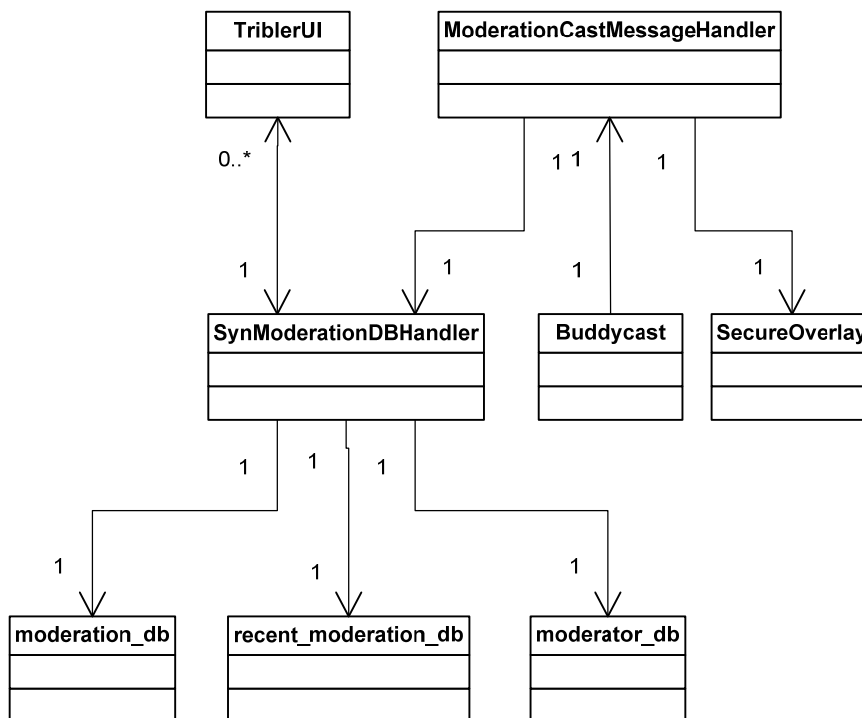 TriblerUI
ModerationCastMessageHandler
0..*
1 1
1
1
1
1
1
SynModerationDBHandler
Buddycast
SecureOverlay
1
1
1
1
1
1
moderation_db
recent_moderation_db
moderator_db